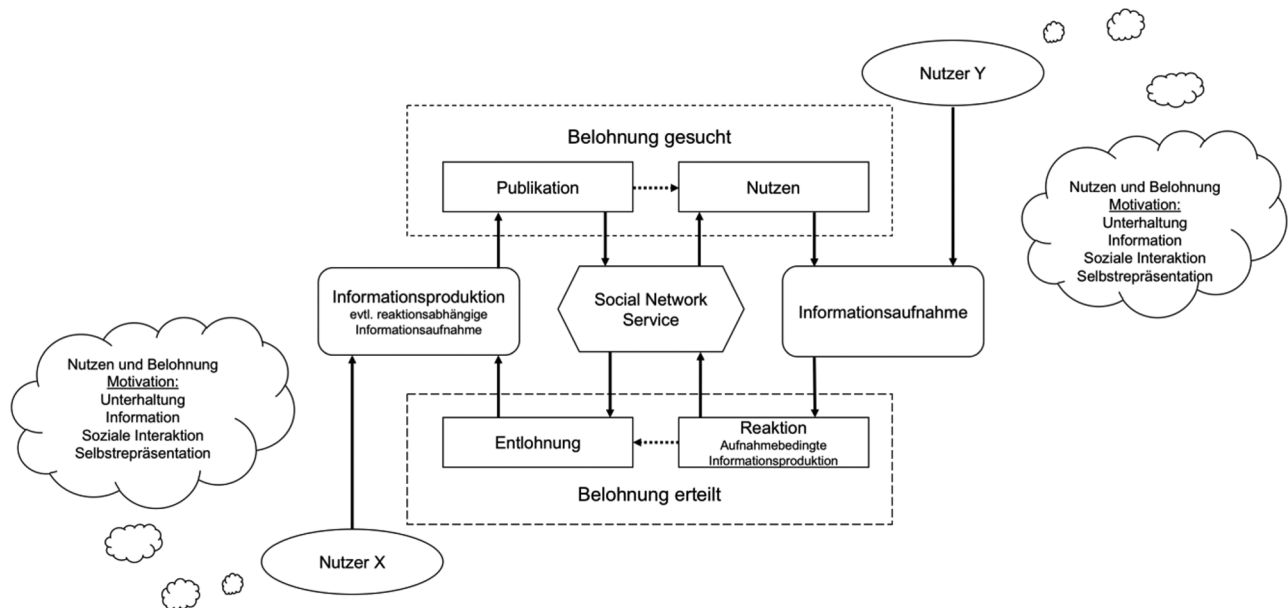 Nutzer Y
Belohnung gesucht
Publikation
Nutzen
Nutzen und Belohnung
Motivation:
Unterhaltung
Information
Soziale Interaktion
Selbstrepräsentation
Informationsproduktion
evtl. reaktionsabhängige
Informationsaufnahme
Social Network
Service
Informationsaufnahme
Nutzen und Belohnung
Motivation:
Unterhaltung
Information
Soziale Interaktion
Selbstrepräsentation
Entlohnung
Reaktion
Aufnahmebedingte
Informationsproduktion
Belohnung erteilt
Nutzer X